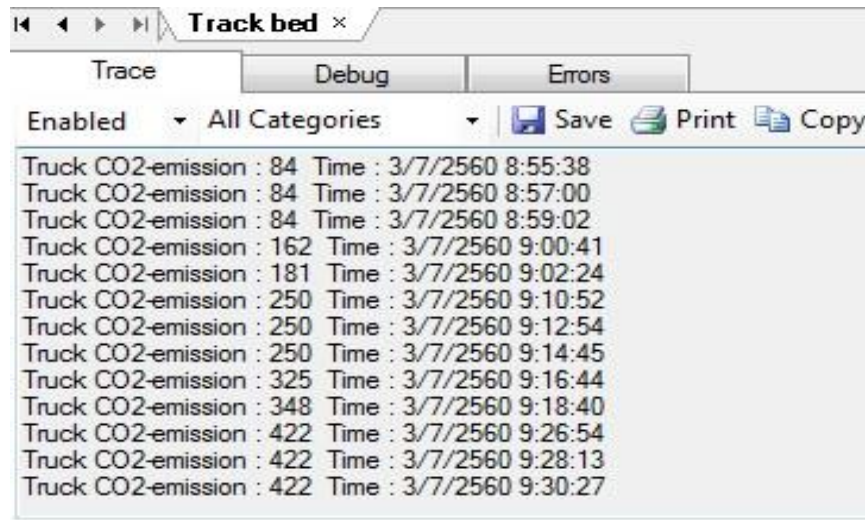 Track bed ×
Trace Debug Errors
Enabled All Categories Save Print Copy
Truck CO2-emission : 84 Time : 3/7/2560 8:55:38
Truck CO2-emission : 84 Time : 3/7/2560 8:57:00
Truck CO2-emission : 84 Time : 3/7/2560 8:59:02
Truck CO2-emission : 162 Time : 3/7/2560 9:00:41
Truck CO2-emission : 181 Time : 3/7/2560 9:02:24
Truck CO2-emission : 250 Time : 3/7/2560 9:10:52
Truck CO2-emission : 250 Time : 3/7/2560 9:12:54
Truck CO2-emission : 250 Time : 3/7/2560 9:14:45
Truck CO2-emission : 325 Time : 3/7/2560 9:16:44
Truck CO2-emission : 348 Time : 3/7/2560 9:18:40
Truck CO2-emission : 422 Time : 3/7/2560 9:26:54
Truck CO2-emission : 422 Time : 3/7/2560 9:28:13
Truck CO2-emission : 422 Time : 3/7/2560 9:30:27